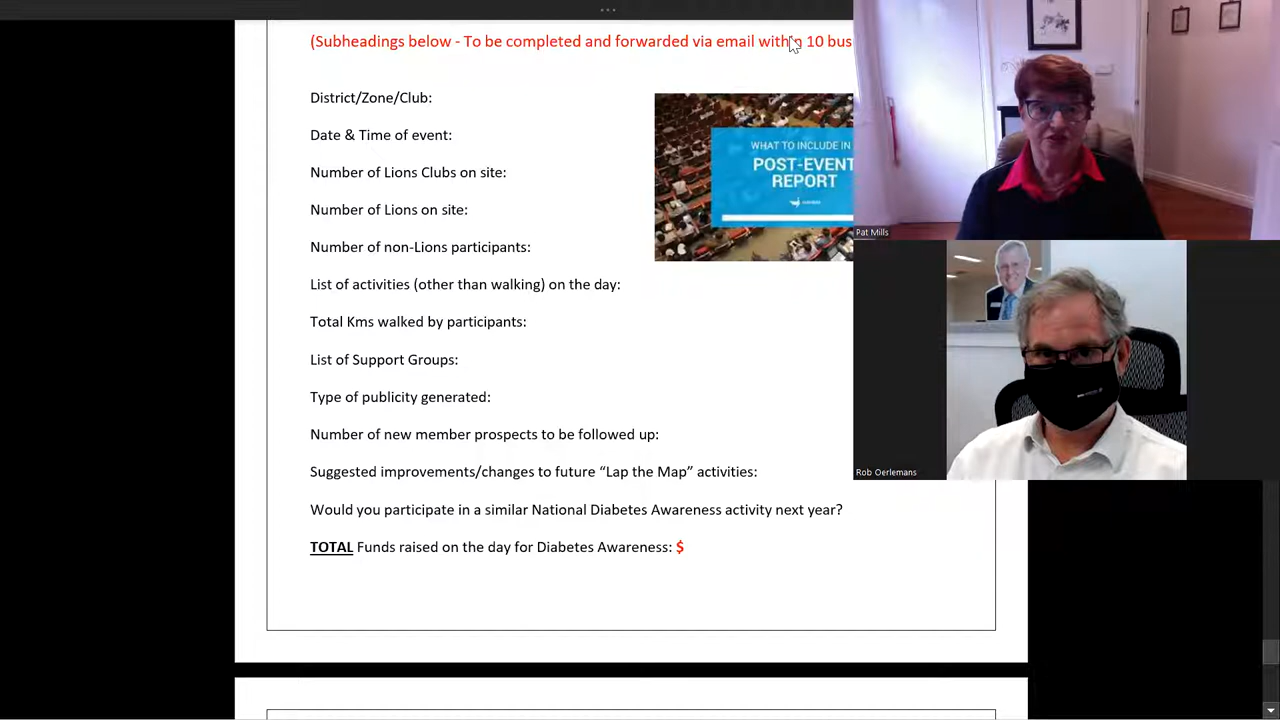 (Subheadings below - To be completed and forwarded via email within 10 bus
District/Zone/Club:
Date & Time of event:
Number of Lions Clubs on site:
Number of Lions on site:
Number of non-Lions participants:
List of activities (other than walking) on the day:
Total Kms walked by participants:
List of Support Groups:
Type of publicity generated:
Number of new member prospects to be followed up:
Suggested improvements/changes to future “Lap the Map” activities:
Would you participate in a similar National Diabetes Awareness activity next year?
TOTAL Funds raised on the day for Diabetes Awareness: $
WHAT TO INCLUDE IN
POST-EVENT
REPORT
Pat Mills
Rob Oerlemans